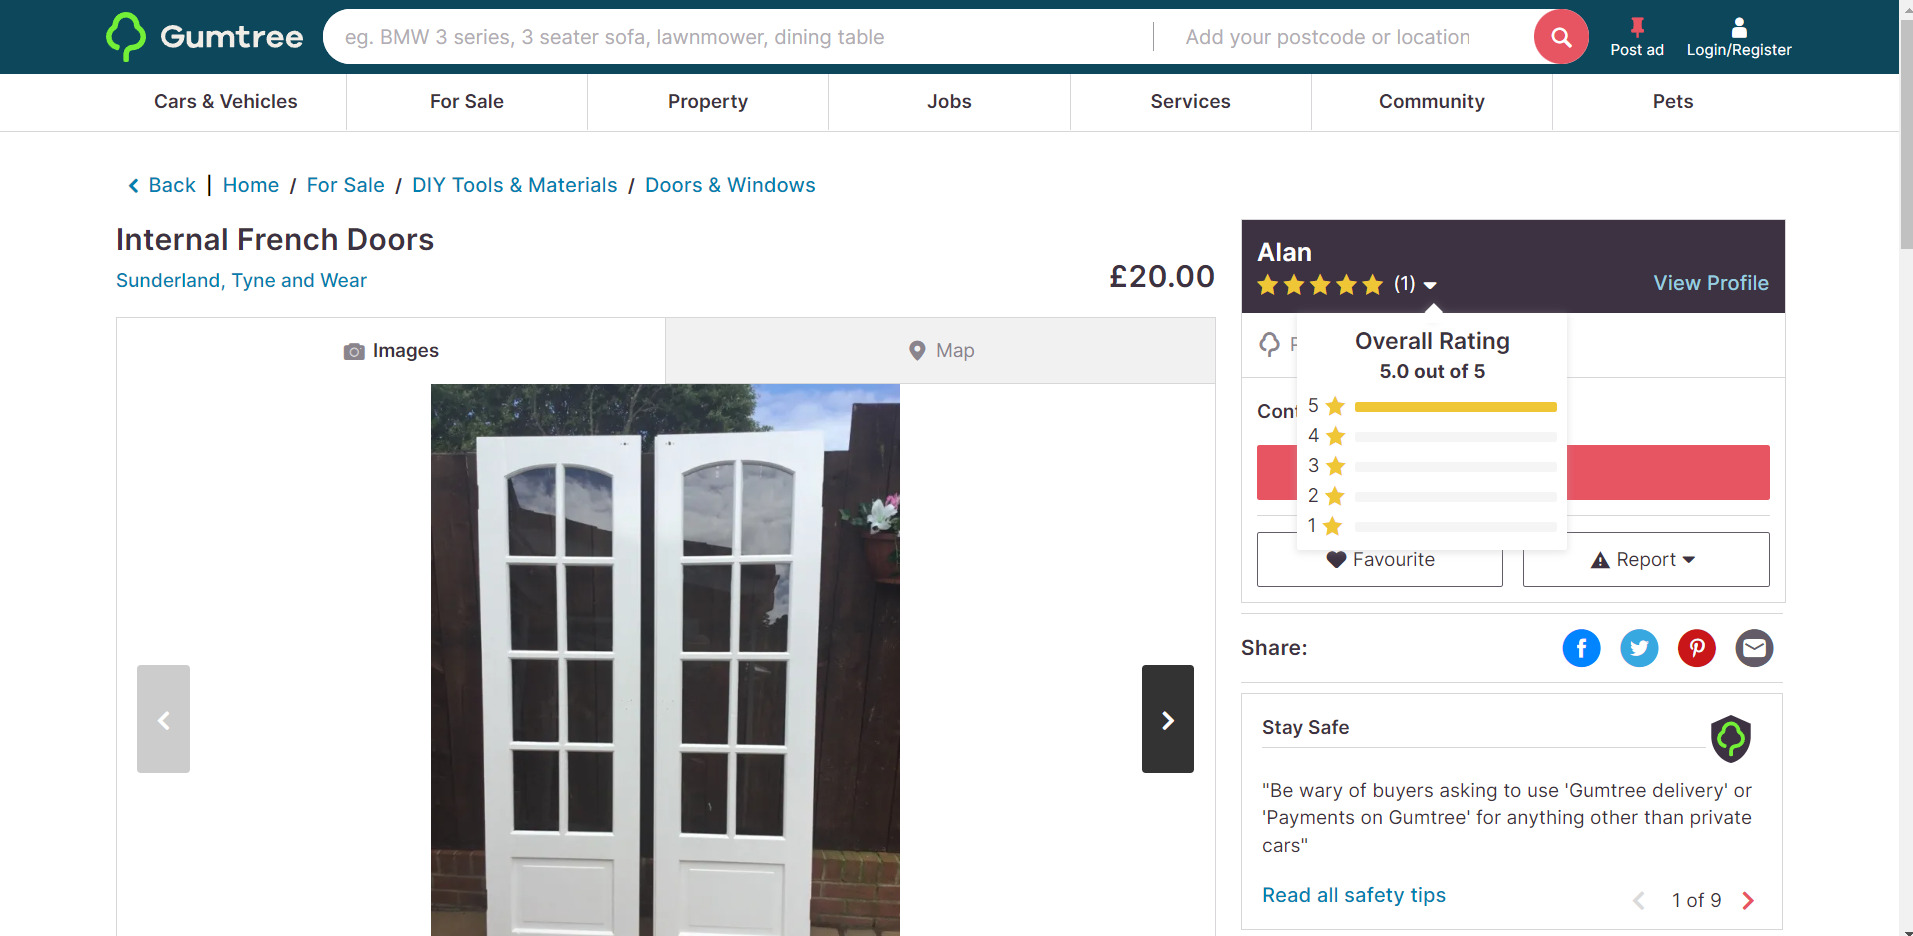 Gumtree
eg. BMW 3 series, 3 seater sofa, lawnmower, dining table
Add your postcode or location
Post ad
Login/Register
Cars & Vehicles
For Sale
Property
Jobs
Services
Community
Pets
Back | Home / For Sale / DIY Tools & Materials / Doors & Windows
Internal French Doors
Sunderland, Tyne and Wear
£20.00
Images
Map
Alan
(1)
View Profile
Overall Rating
5.0 out of 5
5
4
3
2
1
Favourite
Report
Share:
Stay Safe
"Be wary of buyers asking to use 'Gumtree delivery' or
'Payments on Gumtree' for anything other than private
cars"
Read all safety tips
1 of 9